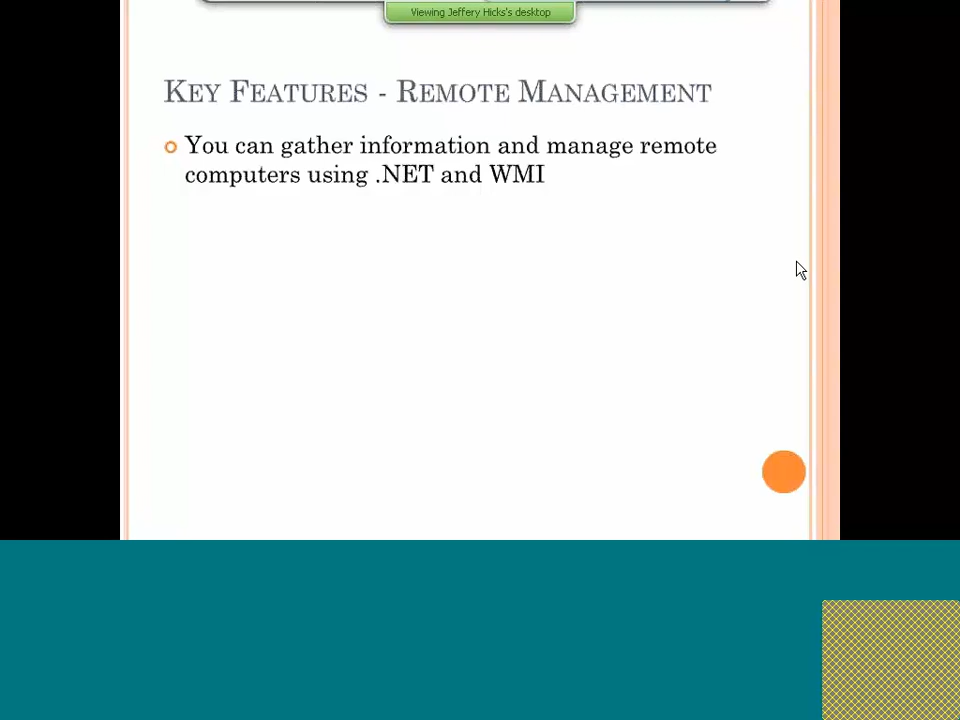 Viewing Jeffery Hicks's desktop
Key Features - Remote Management
You can gather information and manage remote
computers using .NET and WMI